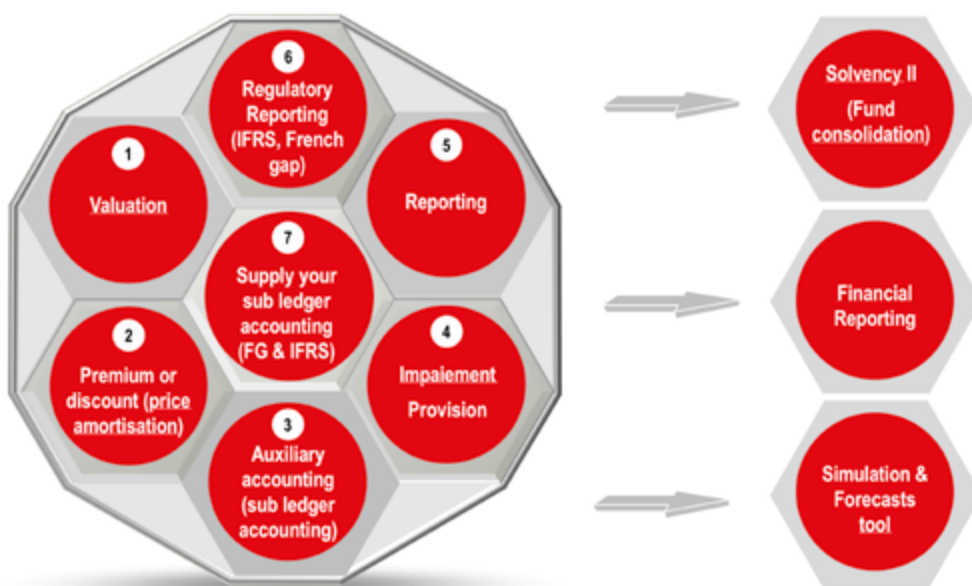 1
Valuation
2
Premium or
discount (price
amortisation)
3
Auxiliary
accounting
(sub ledger
accounting)
4
Impaiement
Provision
5
Reporting
6
Regulatory
Reporting
(IFRS, French
gap)
7
Supply your
sub ledger
accounting
(FG & IFRS)
Solvency II
(Fund
consolidation)
Financial
Reporting
Simulation &
Forecasts
tool